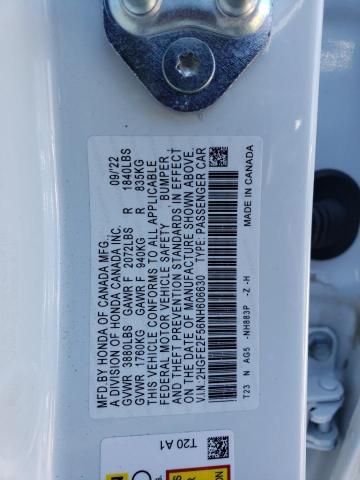 MFD BY HONDA OF CANADA MFG.,
A DIVISION OF HONDA CANADA INC. 09/22
GVWR 3880LBS GAWR F 2072LBS R 1840LBS
GVWR 1760KG GAWR F 940KG R 835KG
THIS VEHICLE CONFORMS TO ALL APPLICABLE
FEDERAL MOTOR VEHICLE SAFETY, BUMPER,
AND THEFT PREVENTION STANDARDS IN EFFECT
ON THE DATE OF MANUFACTURE SHOWN ABOVE.
V.I.N.:2HGFE2F56NH606630 TYPE: PASSENGER CAR
T23 N AG5 -NH883P -Z -H MADE IN CANADA
T20 A1